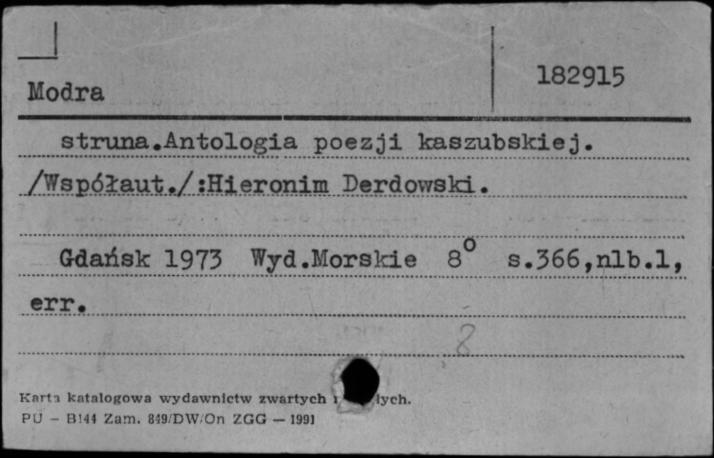 182915
Modra
struna.Antologia poezji kaszubskiej.
/Współaut./:Hieronim Derdowski.
Gdańsk 1973 Wyd.Morskie 8° s.366,nlb.1,
err.
8
Karta katalogowa wydawnictw zwartych
PU - B144 Zam. 849/DW/On ZGG — 1991